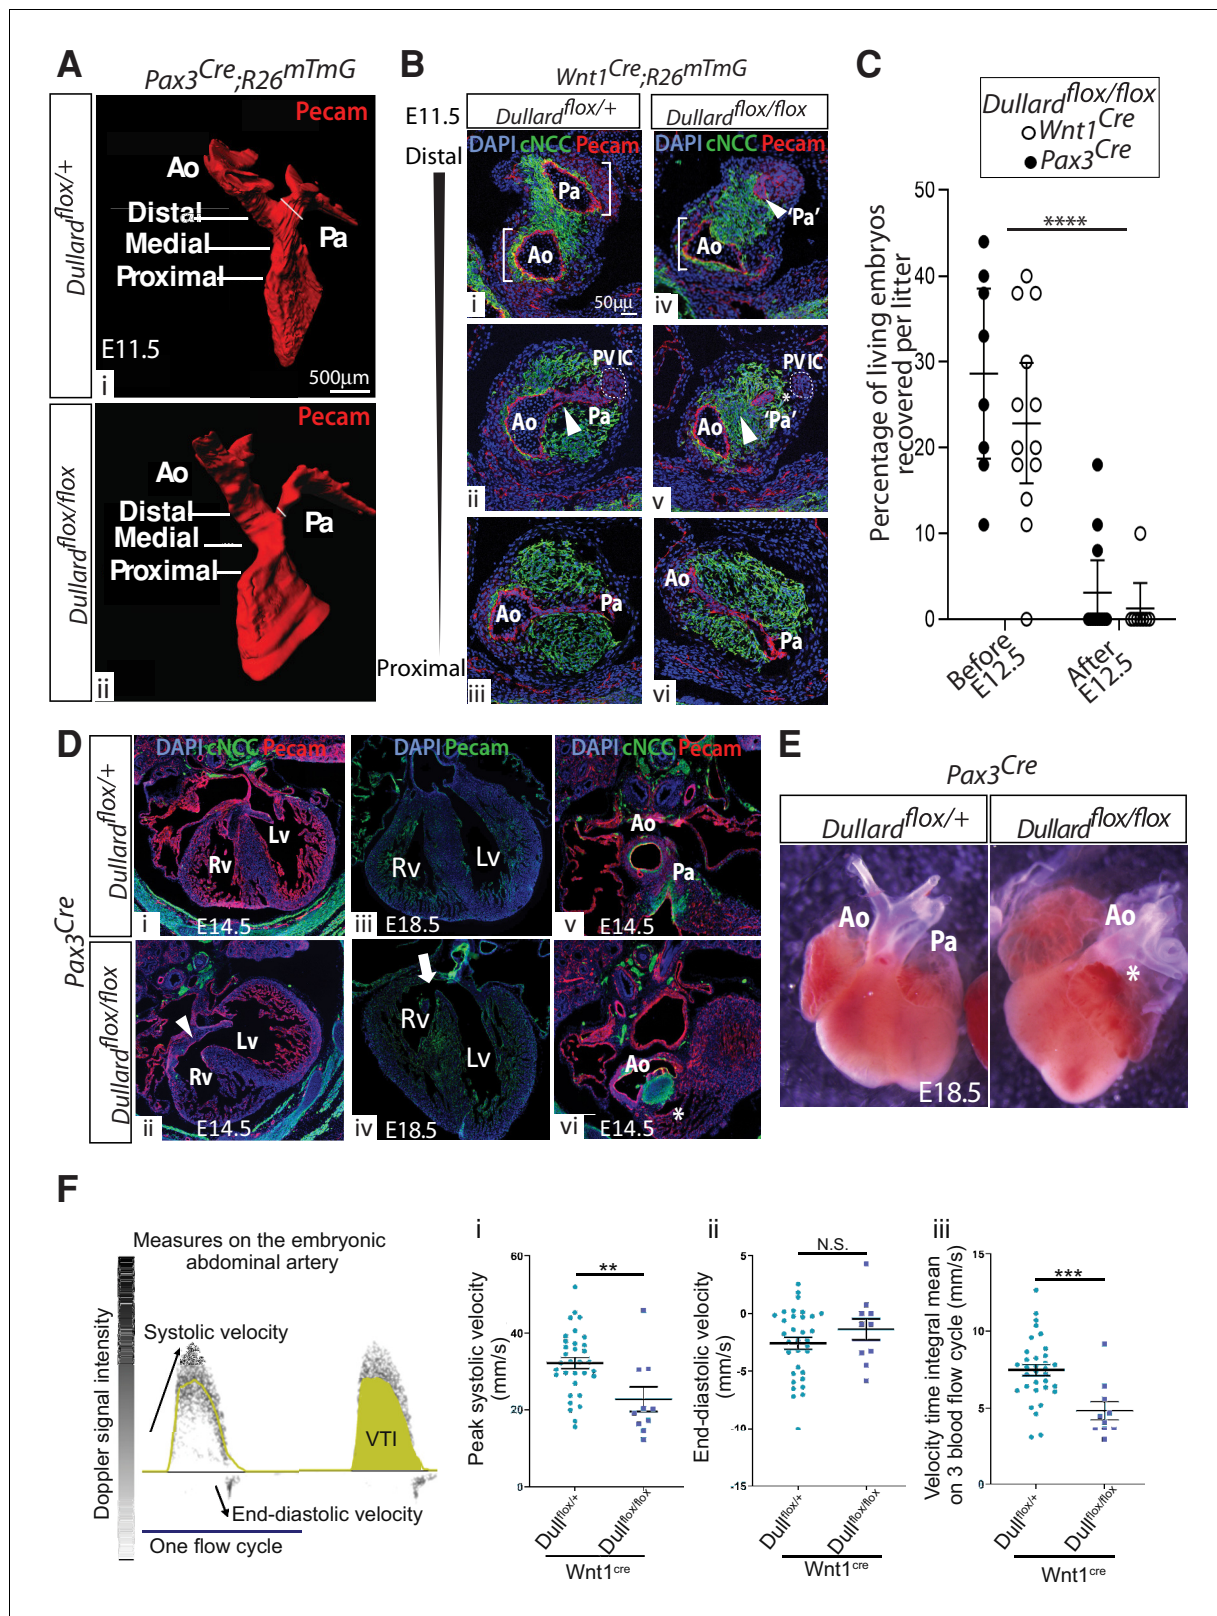 A
Pax3Cre;R26mTmG
Dullardflox/+
Pecam
Ao
Distal
Medial
Proximal
Pa
E11.5
i
500μm
Dullardflox/flox
Pecam
Ao
Distal
Medial
Proximal
Pa
ii
B
Wnt1Cre;R26mTmG
E11.5
Dullardflox/+
Dullardflox/flox
Distal
Proximal
DAPI cNCC Pecam
Pa
Ao
i
50μμ
DAPI cNCC Pecam
'Pa'
Ao
iv
PVIC
Ao
Pa
ii
PVIC
*
'Pa'
Ao
v
Ao
Pa
iii
Ao
Pa
vi
C
Dullardflox/flox
Wnt1Cre
Pax3Cre
Percentage of living embryos
recovered per litter
50
40
30
20
10
0
****
Before
E12.5
After
E12.5
D
Pax3Cre
Dullardflox/+
Dullardflox/flox
DAPI cNCC Pecam
Lv
Rv
i
E14.5
DAPI Pecam
Rv
Lv
iii
E18.5
DAPI cNCC Pecam
Ao
Pa
v
E14.5
Lv
Rv
ii
E14.5
Rv
Lv
iv
E18.5
Ao
*
vi
E14.5
E
Pax3Cre
Dullardflox/+
Dullardflox/flox
Ao
Pa
E18.5
Ao
*
F
Measures on the embryonic
abdominal artery
Doppler signal intensity
Systolic velocity
VTI
End-diastolic velocity
One flow cycle
i
Peak systolic velocity
(mm/s)
60
40
20
0
**
Dullflox/+
Dullflox/flox
Wnt1cre
ii
End-diastolic velocity
(mm/s)
5
0
-5
-10
-15
N.S.
Dullflox/+
Dullflox/flox
Wnt1cre
iii
Velocity time integral mean
on 3 blood flow cycle (mm/s)
15
10
5
0
***
Dullflox/+
Dullflox/flox
Wnt1cre